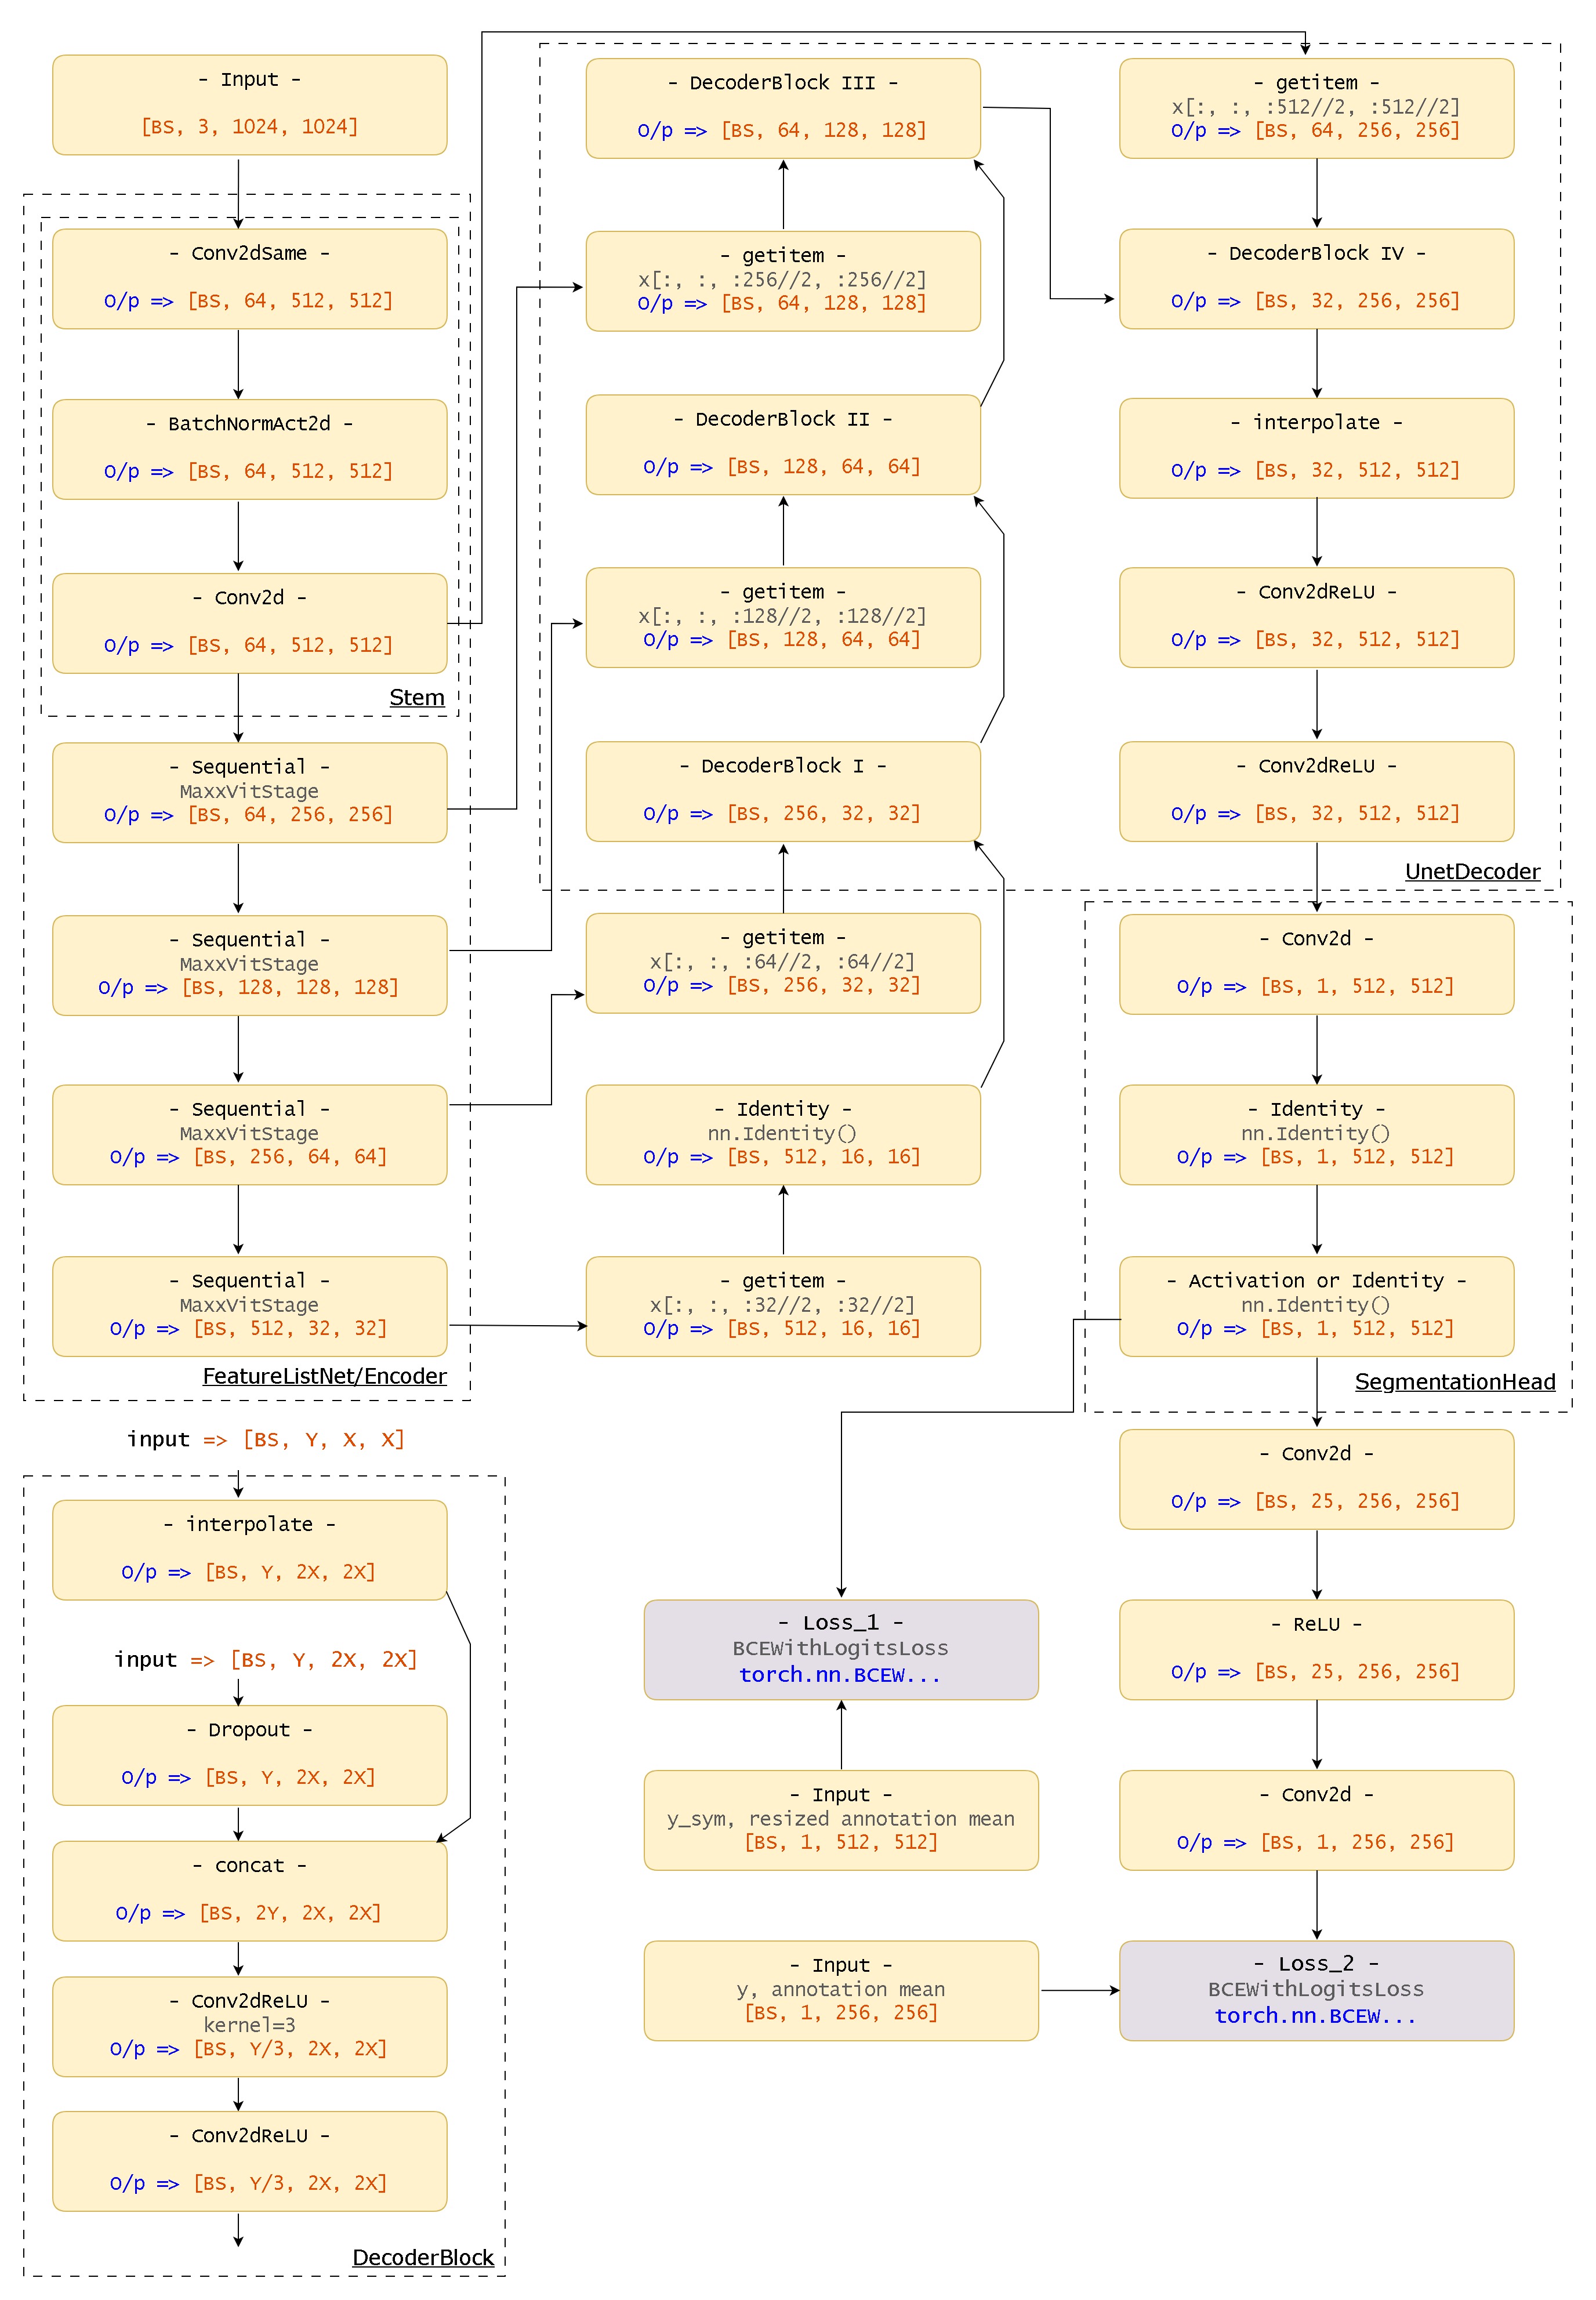 - Input -
[BS, 3, 1024, 1024]
- Conv2dSame -
O/p => [BS, 64, 512, 512]
- BatchNormAct2d -
O/p => [BS, 64, 512, 512]
- Conv2d -
O/p => [BS, 64, 512, 512]
Stem
- Sequential -
MaxxVitStage
O/p => [BS, 64, 256, 256]
- Sequential -
MaxxVitStage
O/p => [BS, 128, 128, 128]
- Sequential -
MaxxVitStage
O/p => [BS, 256, 64, 64]
- Sequential -
MaxxVitStage
O/p => [BS, 512, 32, 32]
FeatureListNet/Encoder
input => [BS, Y, X, X]
- interpolate -
O/p => [BS, Y, 2X, 2X]
input => [BS, Y, 2X, 2X]
- Dropout -
O/p => [BS, Y, 2X, 2X]
- concat -
O/p => [BS, 2Y, 2X, 2X]
- Conv2dReLU -
kernel=3
O/p => [BS, Y/3, 2X, 2X]
- Conv2dReLU -
O/p => [BS, Y/3, 2X, 2X]
DecoderBlock
- DecoderBlock III -
O/p => [BS, 64, 128, 128]
- getitem -
x[:, :, :256//2, :256//2]
O/p => [BS, 64, 128, 128]
- DecoderBlock II -
O/p => [BS, 128, 64, 64]
- getitem -
x[:, :, :128//2, :128//2]
O/p => [BS, 128, 64, 64]
- DecoderBlock I -
O/p => [BS, 256, 32, 32]
- getitem -
x[:, :, :64//2, :64//2]
O/p => [BS, 256, 32, 32]
- Identity -
nn.Identity()
O/p => [BS, 512, 16, 16]
- getitem -
x[:, :, :32//2, :32//2]
O/p => [BS, 512, 16, 16]
- getitem -
x[:, :, :512//2, :512//2]
O/p => [BS, 64, 256, 256]
- DecoderBlock IV -
O/p => [BS, 32, 256, 256]
- interpolate -
O/p => [BS, 32, 512, 512]
- Conv2dReLU -
O/p => [BS, 32, 512, 512]
- Conv2dReLU -
O/p => [BS, 32, 512, 512]
UnetDecoder
- Conv2d -
O/p => [BS, 1, 512, 512]
- Identity -
nn.Identity()
O/p => [BS, 1, 512, 512]
- Activation or Identity -
nn.Identity()
O/p => [BS, 1, 512, 512]
SegmentationHead
- Conv2d -
O/p => [BS, 25, 256, 256]
- ReLU -
O/p => [BS, 25, 256, 256]
- Conv2d -
O/p => [BS, 1, 256, 256]
- Loss_2 -
BCEWithLogitsLoss
torch.nn.BCEW...
- Loss_1 -
BCEWithLogitsLoss
torch.nn.BCEW...
- Input -
y_sym, resized annotation mean
[BS, 1, 512, 512]
- Input -
y, annotation mean
[BS, 1, 256, 256]